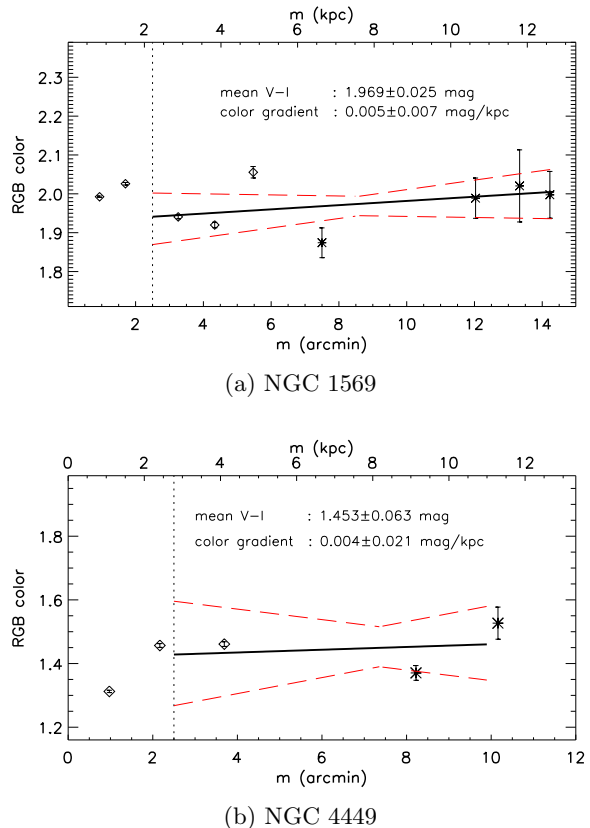 m (kpc)
2 4 6 8 10 12
2.3
2.2
2.1
2.0
1.9
1.8
RGB color
mean V-I : 1.969±0.025 mag
color gradient : 0.005±0.007 mag/kpc
2 4 6 8 10 12 14
m (arcmin)
(a) NGC 1569
m (kpc)
0 2 4 6 8 10 12
1.8
1.6
1.4
1.2
RGB color
mean V-I : 1.453±0.063 mag
color gradient : 0.004±0.021 mag/kpc
0 2 4 6 8 10 12
m (arcmin)
(b) NGC 4449